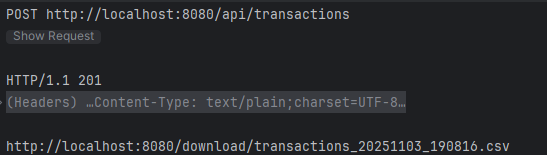 POST http://localhost:8080/api/transactions
Show Request
HTTP/1.1 201
(Headers) …Content-Type: text/plain;charset=UTF-8…
http://localhost:8080/download/transactions_20251103_190816.csv